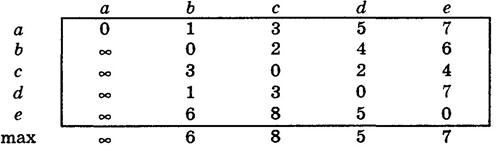 a b c d e
a 0 1 3 5 7
b ∞ 0 2 4 6
c ∞ 3 0 2 4
d ∞ 1 3 0 7
e ∞ 6 8 5 0
max ∞ 6 8 5 7